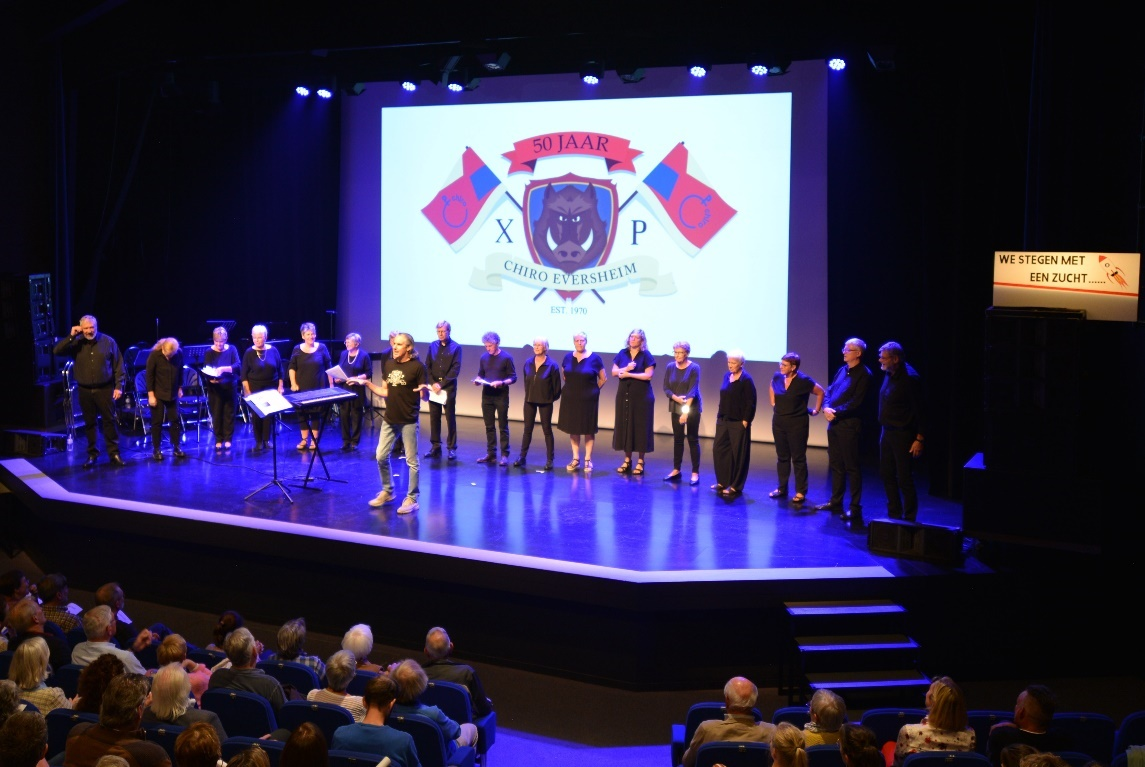 50 JAAR
X P
CHIRO EVERSHEIM
EST. 1970
WE STEGEN MET
EEN ZUCHT......